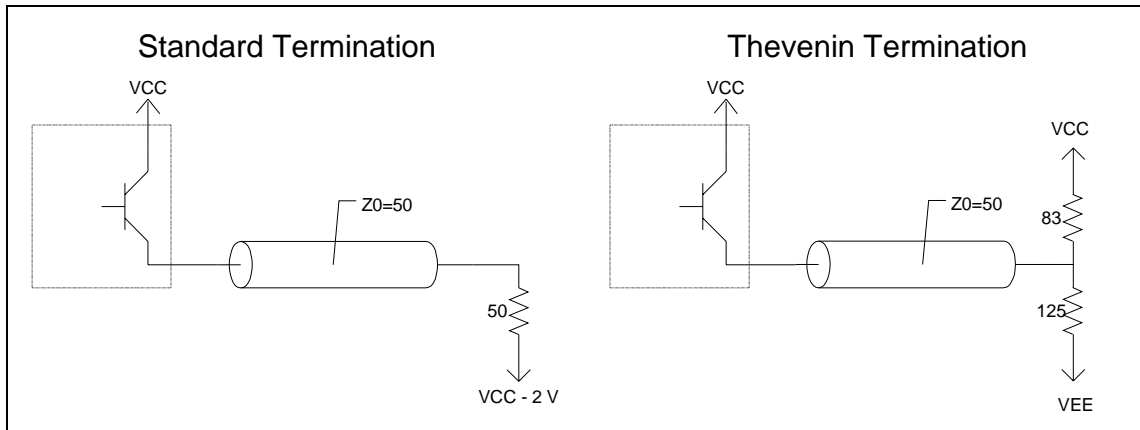 Standard Termination
VCC
Z0=50
50
VCC - 2 V
Thevenin Termination
VCC
VCC
Z0=50
83
125
VEE